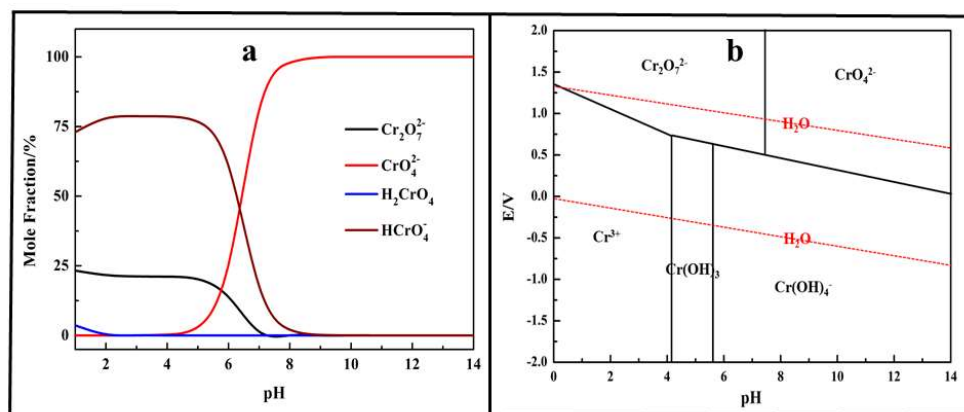 a
100
75
50
25
0
Mole Fraction/%
Cr₂O₇²⁻
CrO₄²⁻
H₂CrO₄
HCrO₄⁻
0 2 4 6 8 10 12 14
pH
b
2.0
1.5
1.0
0.5
0.0
-0.5
-1.0
-1.5
-2.0
E/V
Cr₂O₇²⁻
CrO₄²⁻
H₂O
H₂O
Cr³⁺
Cr(OH)₃
Cr(OH)₄⁻
0 2 4 6 8 10 12 14
pH